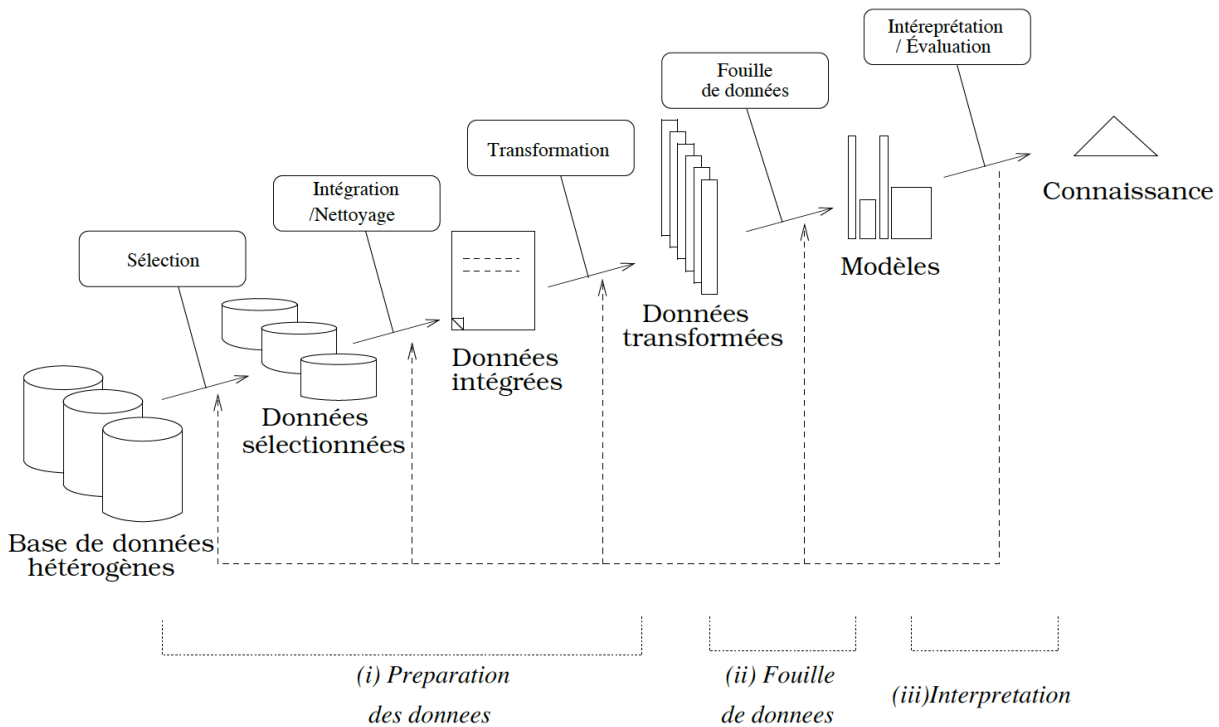 Intéreprétation
/ Évaluation
Fouille
de données
Transformation
Intégration
/Nettoyage
Sélection
Connaissance
Modèles
Données
transformées
Données
intégrées
Données
sélectionnées
Base de données
hétérogènes
(i) Preparation
des donnees
(ii) Fouille
de donnees
(iii)Interpretation